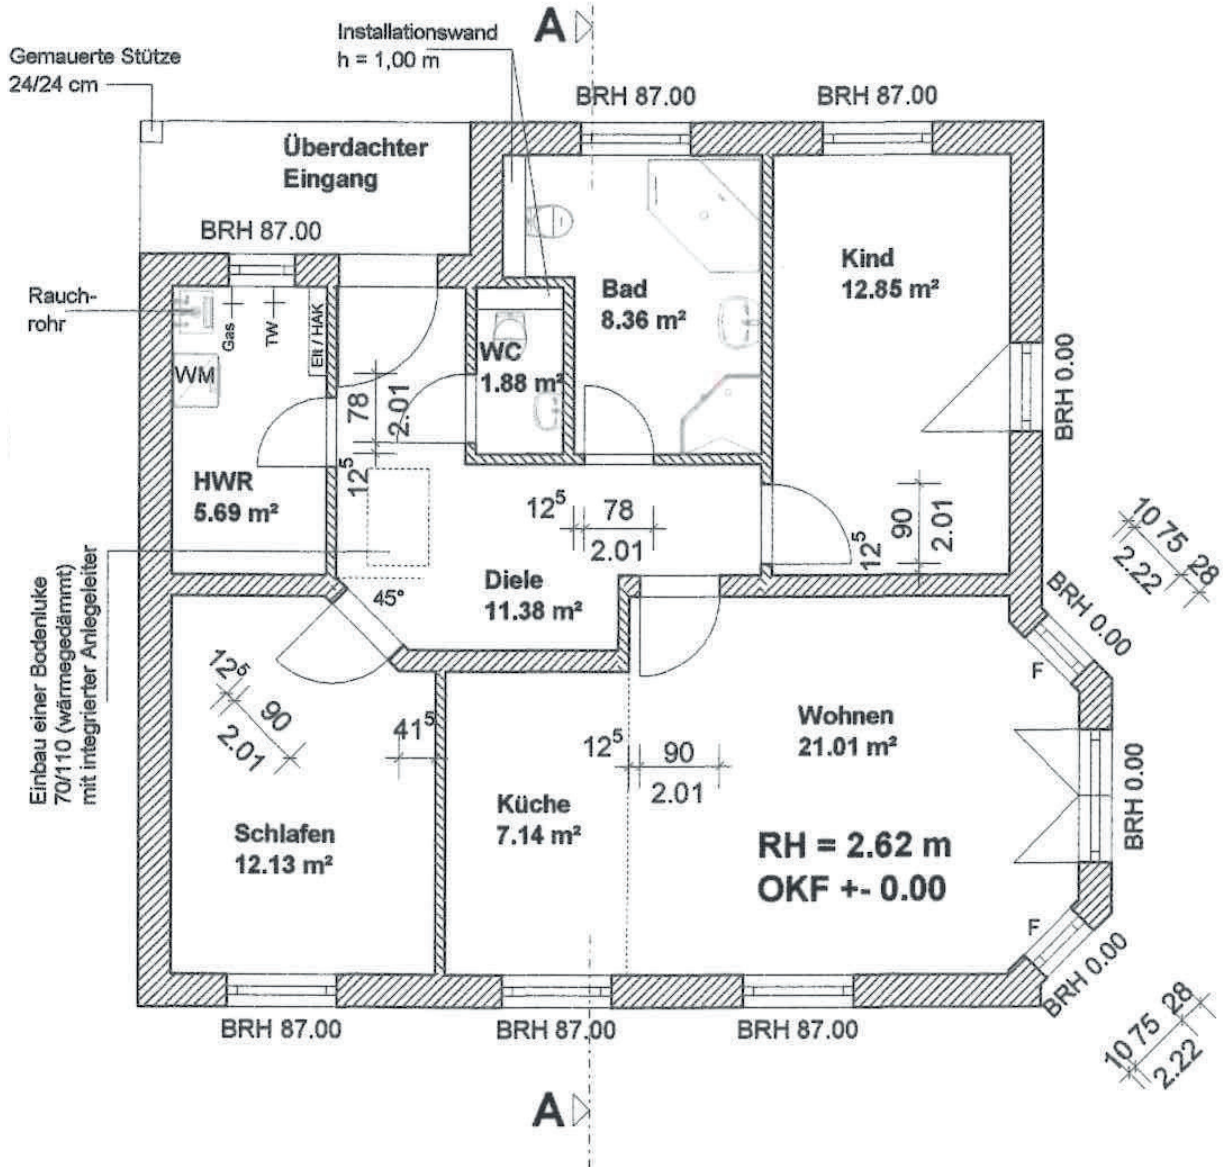 A
Installationswand
h = 1,00 m
Gemauerte Stütze
24/24 cm
BRH 87.00
BRH 87.00
Überdachter
Eingang
BRH 87.00
Rauch-
rohr
Gas
TW
Elt / HAK
WM
Bad
8.36 m²
Kind
12.85 m²
WC
1.88 m²
78
2.01
12⁵
BRH 0.00
HWR
5.69 m²
12⁵
78
2.01
90
2.01
12⁵
Einbau einer Bodenluke
70/110 (wärmegedämmt)
mit integrierter Anlegeleiter
45°
Diele
11.38 m²
10 75 28
2.22
BRH 0.00
F
12⁵
90
2.01
41⁵
12⁵
90
2.01
Wohnen
21.01 m²
Küche
7.14 m²
Schlafen
12.13 m²
RH = 2.62 m
OKF +- 0.00
BRH 0.00
F
BRH 0.00
10 75 28
2.22
BRH 87.00
BRH 87.00
BRH 87.00
A